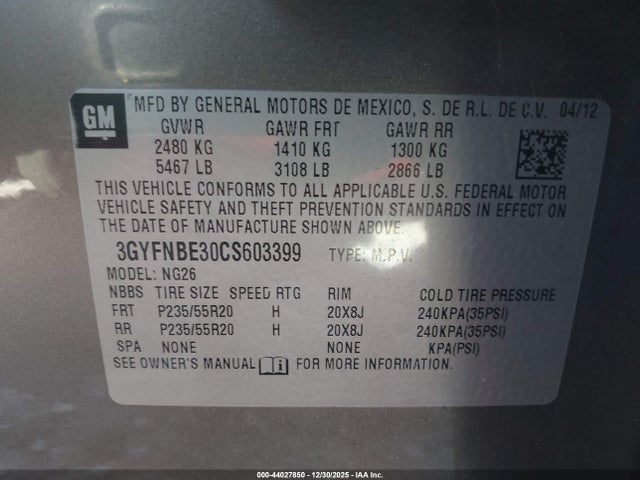 GM
MFD BY GENERAL MOTORS DE MEXICO, S. DE R.L. DE C.V. 04/12
GVWR GAWR FRT GAWR RR
2480 KG 1410 KG 1300 KG
5467 LB 3108 LB 2866 LB
THIS VEHICLE CONFORMS TO ALL APPLICABLE U.S. FEDERAL MOTOR
VEHICLE SAFETY AND THEFT PREVENTION STANDARDS IN EFFECT ON
THE DATE OF MANUFACTURE SHOWN ABOVE.
3GYFNBE30CS603399 TYPE: M.P.V.
MODEL: NG26
NBBS TIRE SIZE SPEED RTG RIM COLD TIRE PRESSURE
FRT P235/55R20 H 20X8J 240KPA(35PSI)
RR P235/55R20 H 20X8J 240KPA(35PSI)
SPA NONE NONE KPA(PSI)
SEE OWNER'S MANUAL FOR MORE INFORMATION.
000-44027850 - 12/30/2025 - IAA, Inc.